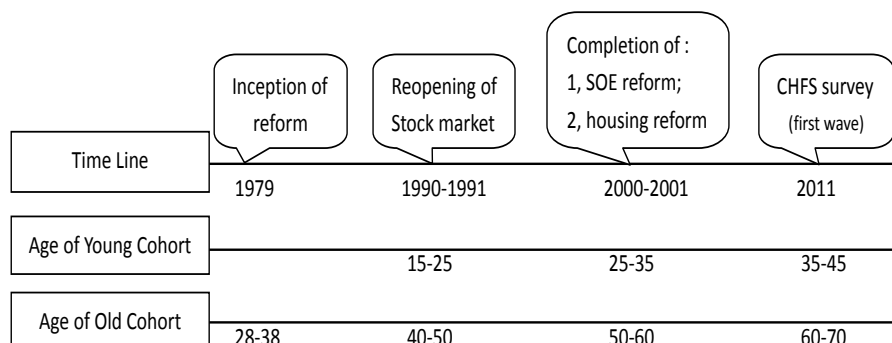 Inception of
reform
Reopening of
Stock market
Completion of :
1, SOE reform;
2, housing reform
CHFS survey
(first wave)
Time Line
1979
1990-1991
2000-2001
2011
Age of Young Cohort
15-25
25-35
35-45
Age of Old Cohort
28-38
40-50
50-60
60-70